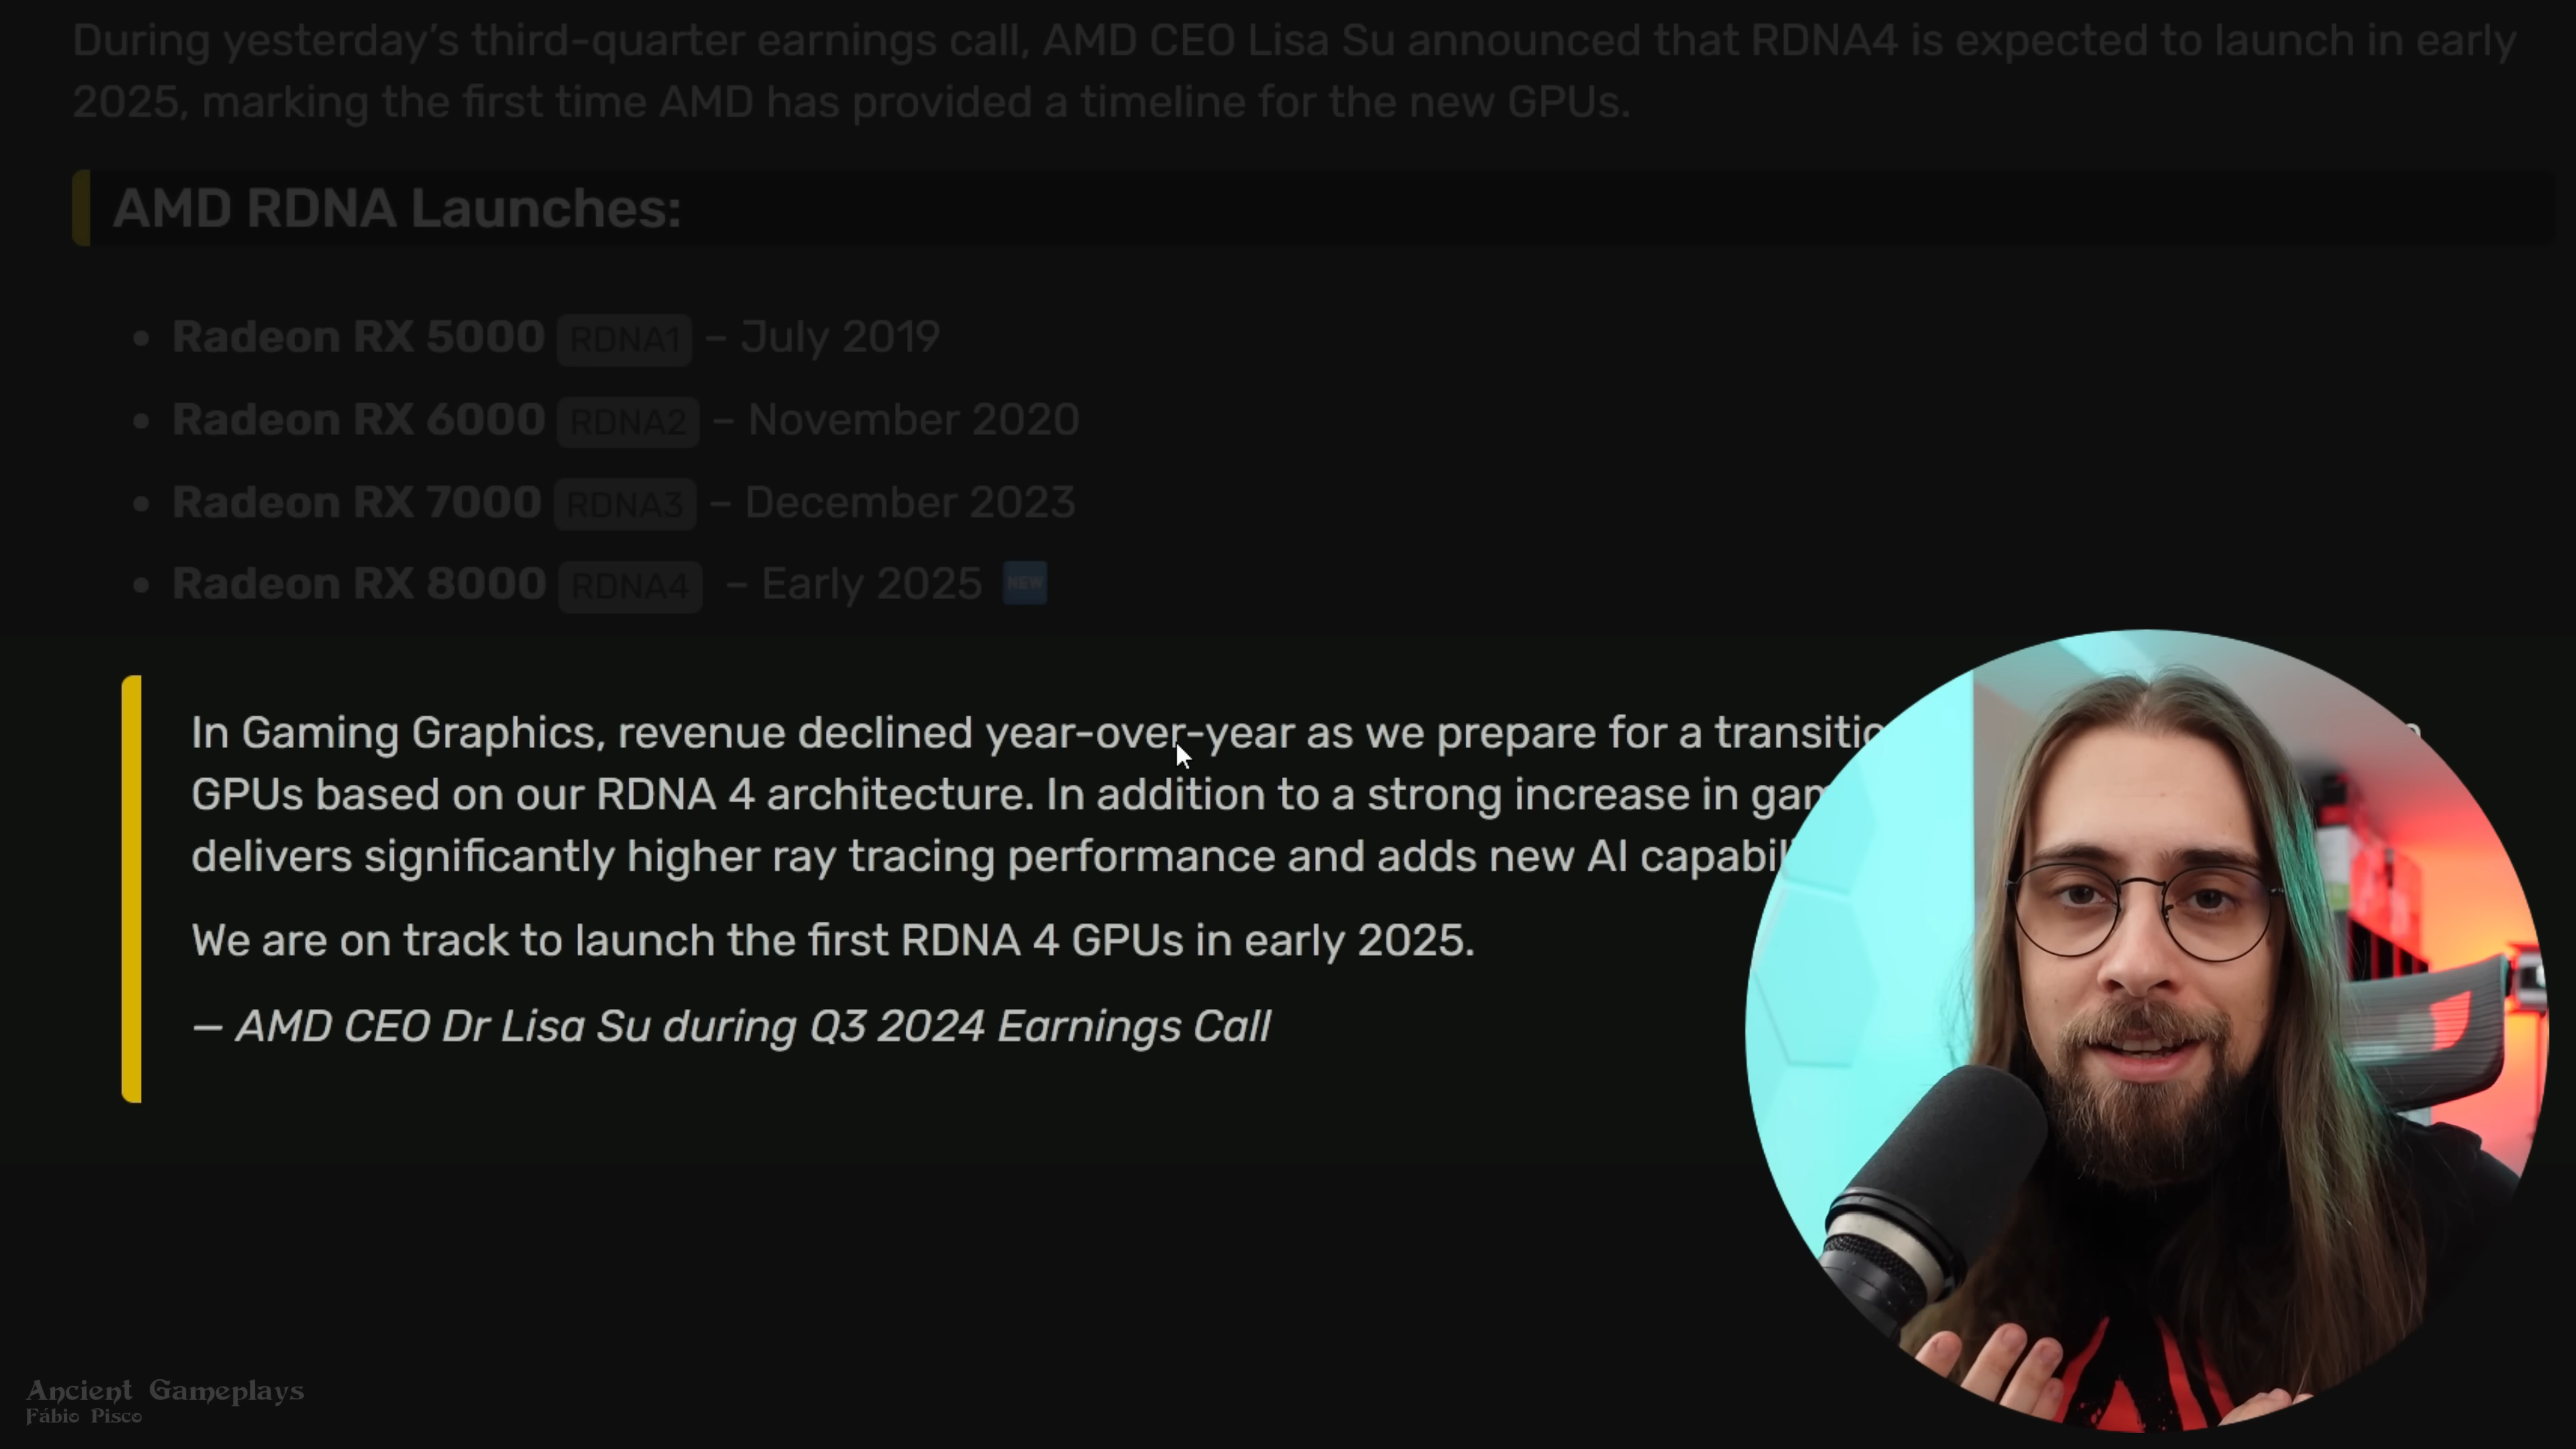 During yesterday’s third-quarter earnings call, AMD CEO Lisa Su announced that RDNA4 is expected to launch in early
2025, marking the first time AMD has provided a timeline for the new GPUs.
AMD RDNA Launches:
• Radeon RX 5000 RDNA1 – July 2019
• Radeon RX 6000 RDNA2 – November 2020
• Radeon RX 7000 RDNA3 – December 2023
• Radeon RX 8000 RDNA4 – Early 2025 NEW
In Gaming Graphics, revenue declined year-over-year as we prepare for a
GPUs based on our RDNA 4 architecture. In addition to a strong increase in
delivers significantly higher ray tracing performance and adds new AI
We are on track to launch the first RDNA 4 GPUs in early 2025.
— AMD CEO Dr Lisa Su during Q3 2024 Earnings Call
Ancient Gameplays
Fábio Pisco